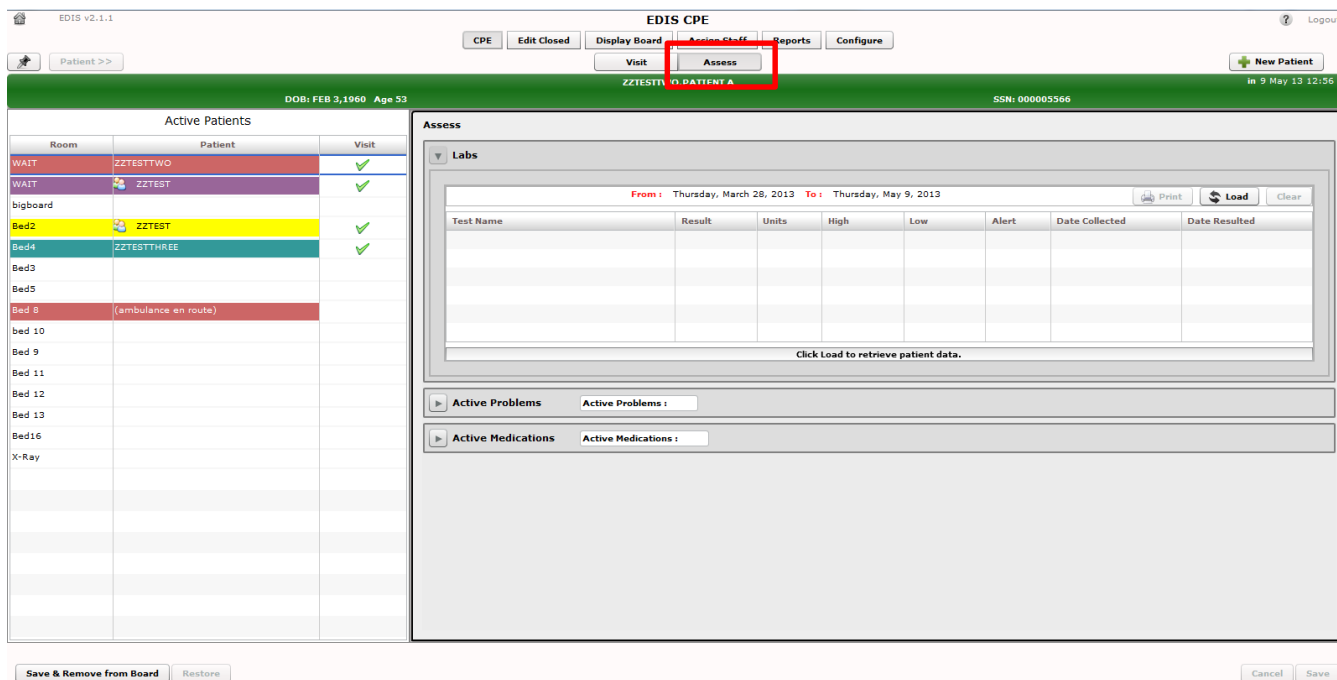 EDIS v2.1.1
EDIS CPE
? Logou
CPE Edit Closed Display Board Assign Staff Reports Configure
Patient >> Visit Assess New Patient
ZZTESTTWO,PATIENT A in 9 May 13 12:56
DOB: FEB 3,1960 Age 53 SSN: 000005566
Active Patients
Room Patient Visit
WAIT ZZTESTTWO
WAIT ZZTEST
bigboard
Bed2 ZZTEST
Bed4 ZZTESTTHREE
Bed3
Bed5
Bed 8 (ambulance en route)
bed 10
Bed 9
Bed 11
Bed 12
Bed 13
Bed16
X-Ray
Assess
Labs
From : Thursday, March 28, 2013 To : Thursday, May 9, 2013 Print Load Clear
Test Name Result Units High Low Alert Date Collected Date Resulted
Click Load to retrieve patient data.
Active Problems Active Problems :
Active Medications Active Medications :
Save & Remove from Board Restore Cancel Save